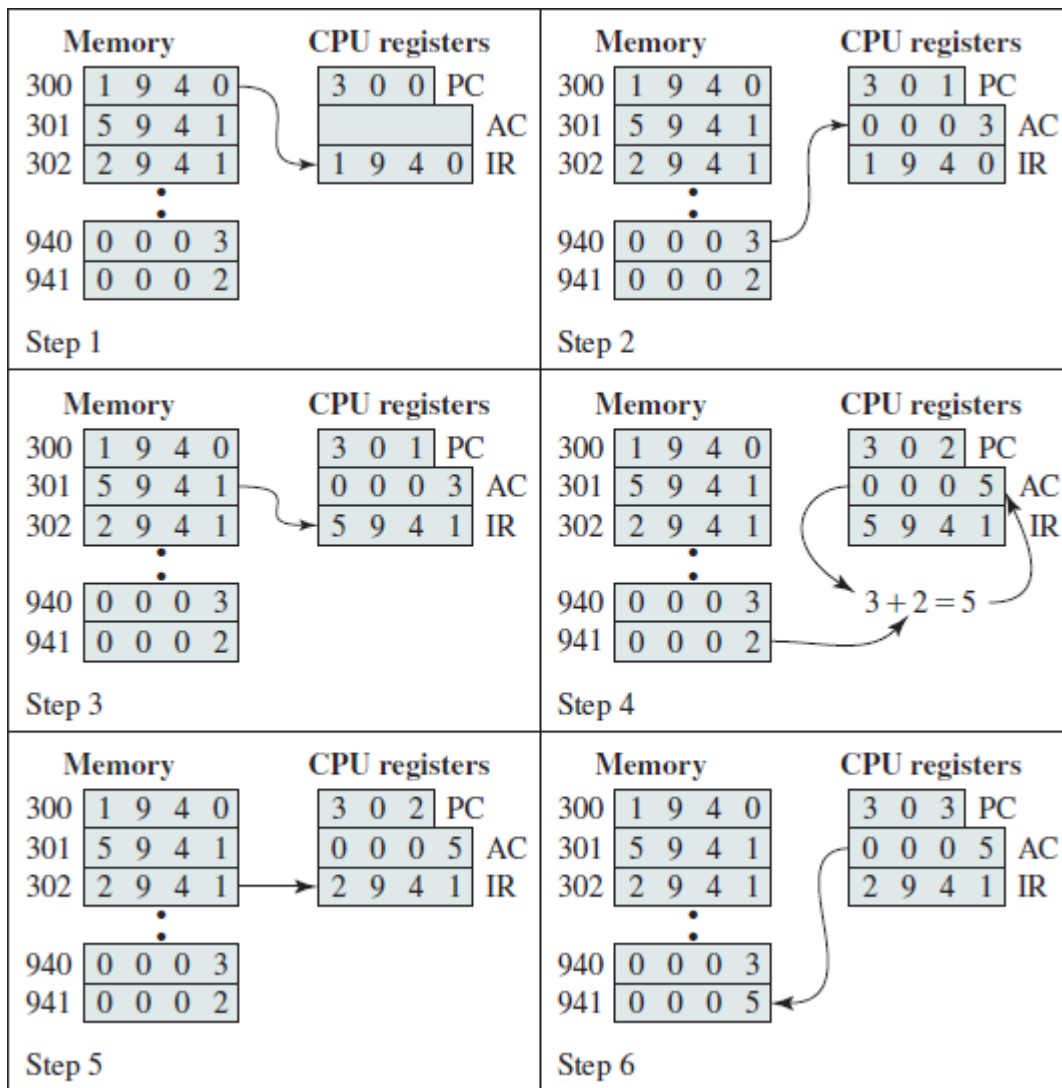 Memory CPU registers
300 1 9 4 0 3 0 0 PC
301 5 9 4 1 AC
302 2 9 4 1 1 9 4 0 IR
940 0 0 0 3
941 0 0 0 2
Step 1
Memory CPU registers
300 1 9 4 0 3 0 1 PC
301 5 9 4 1 0 0 0 3 AC
302 2 9 4 1 1 9 4 0 IR
940 0 0 0 3
941 0 0 0 2
Step 2
Memory CPU registers
300 1 9 4 0 3 0 1 PC
301 5 9 4 1 0 0 0 3 AC
302 2 9 4 1 5 9 4 1 IR
940 0 0 0 3
941 0 0 0 2
Step 3
Memory CPU registers
300 1 9 4 0 3 0 2 PC
301 5 9 4 1 0 0 0 5 AC
302 2 9 4 1 5 9 4 1 IR
940 0 0 0 3 3 + 2 = 5
941 0 0 0 2
Step 4
Memory CPU registers
300 1 9 4 0 3 0 2 PC
301 5 9 4 1 0 0 0 5 AC
302 2 9 4 1 2 9 4 1 IR
940 0 0 0 3
941 0 0 0 2
Step 5
Memory CPU registers
300 1 9 4 0 3 0 3 PC
301 5 9 4 1 0 0 0 5 AC
302 2 9 4 1 2 9 4 1 IR
940 0 0 0 3
941 0 0 0 5
Step 6